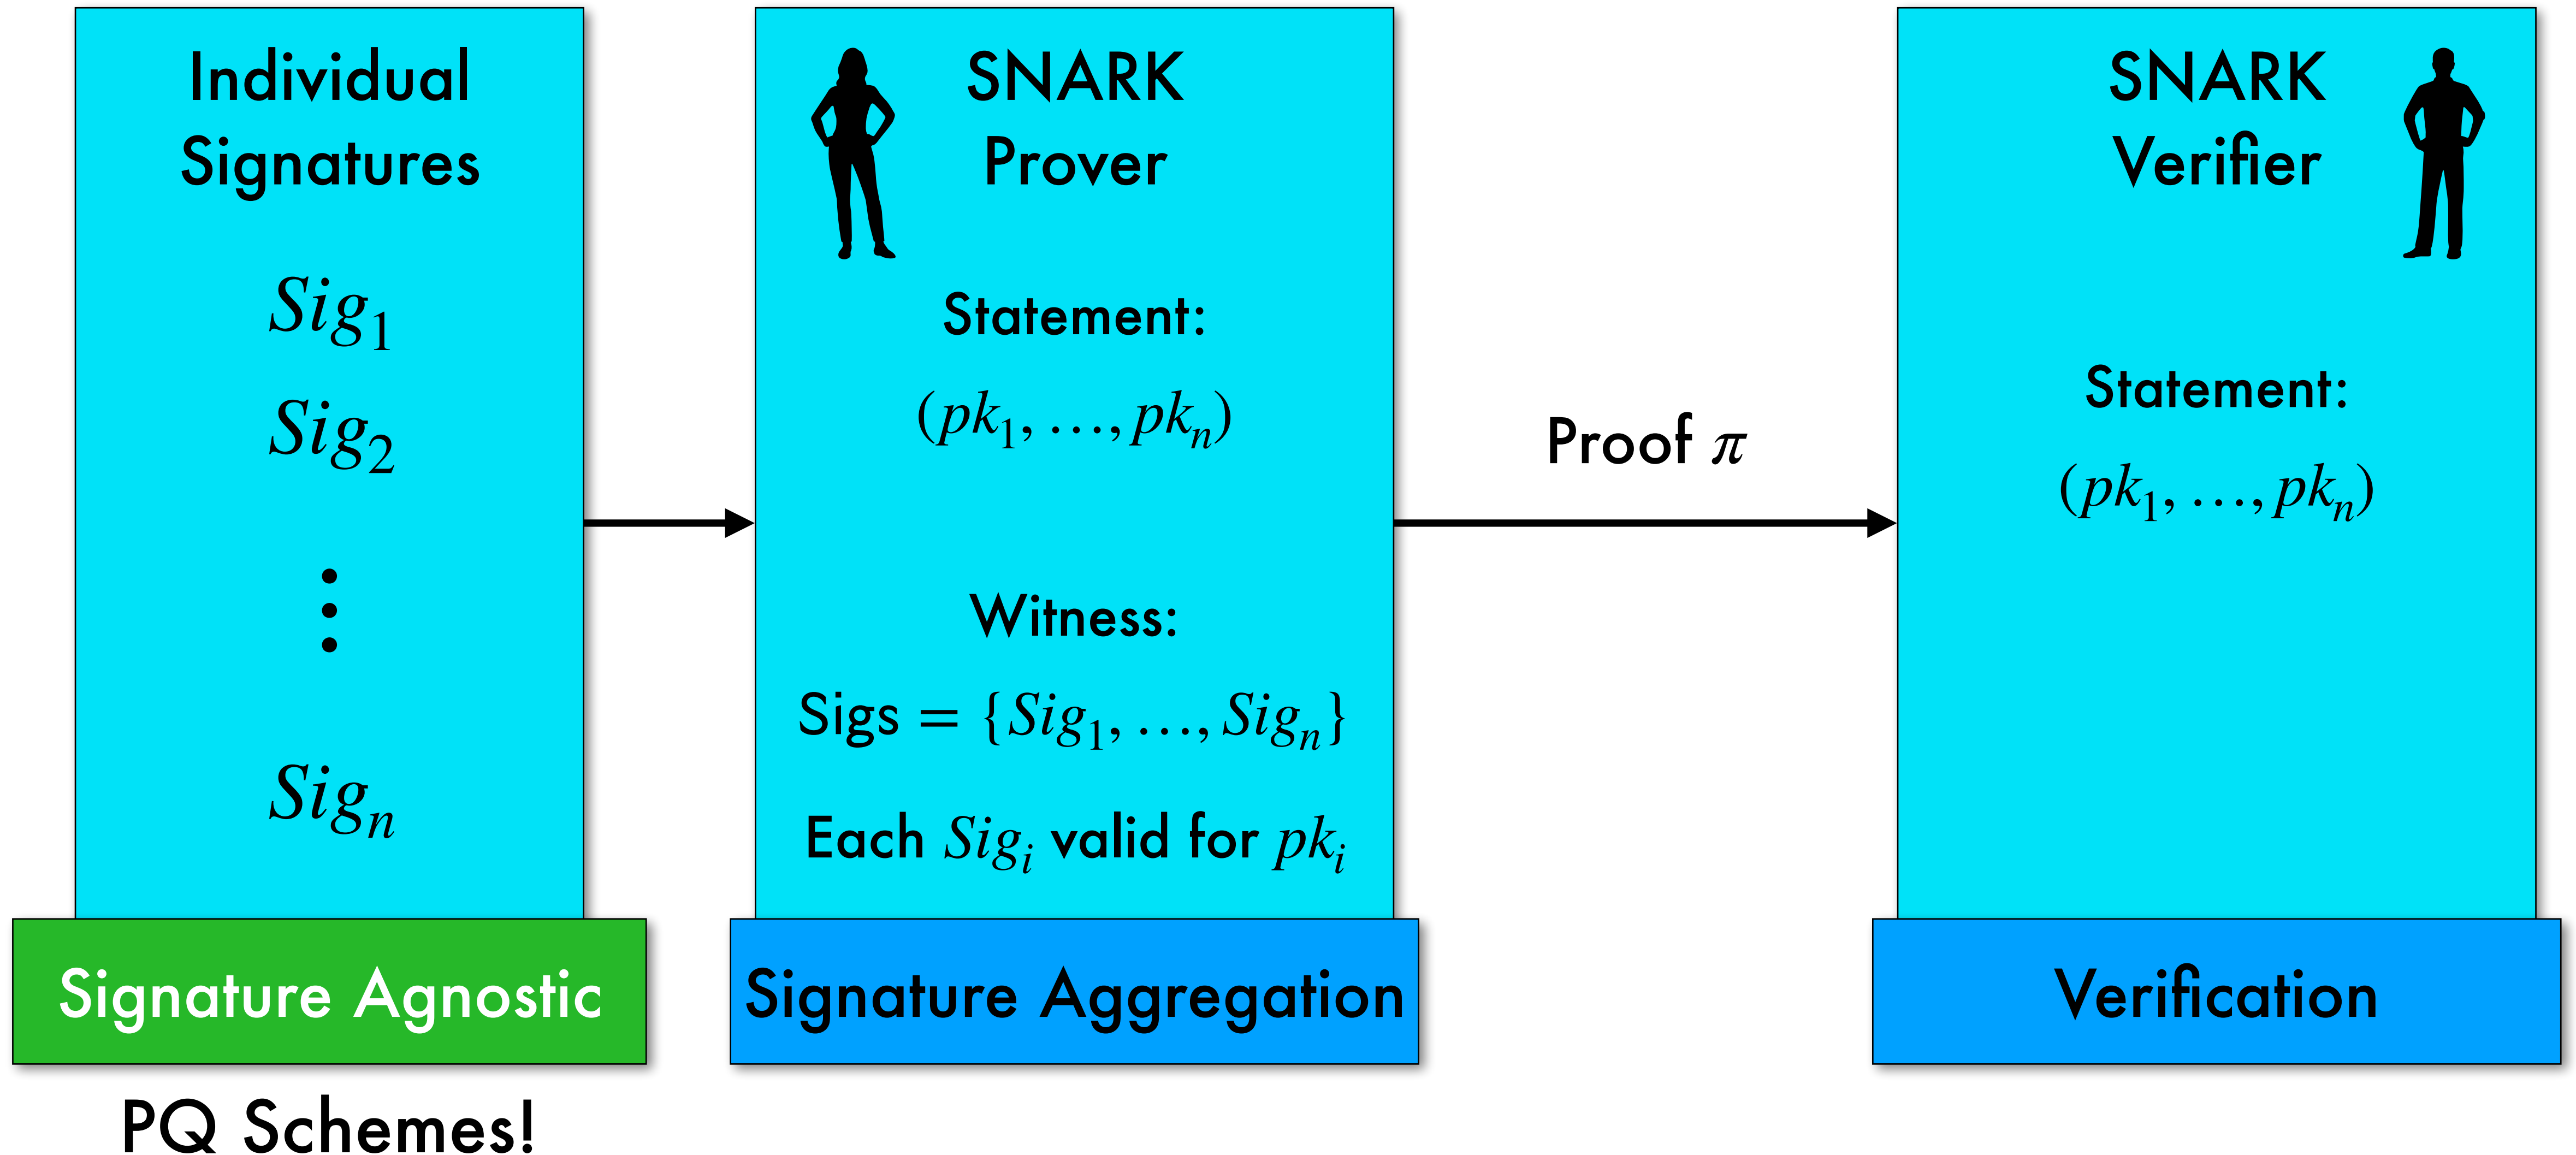 Individual
Signatures
Sig₁
Sig₂
⋮
Sigₙ
Signature Agnostic
PQ Schemes!
SNARK
Prover
Statement:
(pk₁, …, pkₙ)
Witness:
Sigs = {Sig₁, …, Sigₙ}
Each Sigᵢ valid for pkᵢ
Signature Aggregation
Proof π
SNARK
Verifier
Statement:
(pk₁, …, pkₙ)
Verification